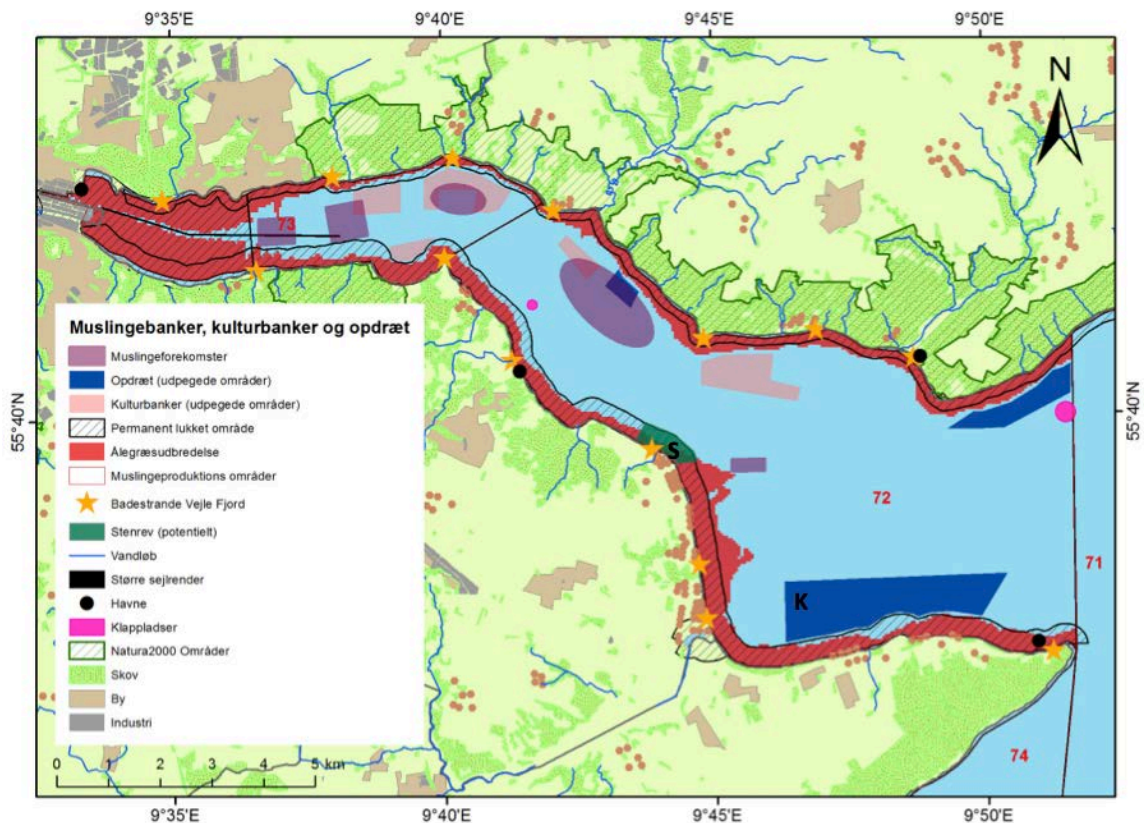 9°35'E 9°40'E 9°45'E 9°50'E
N
73
55°40'N
55°40'N
S
72
71
K
74
Muslingebanker, kulturbanker og opdræt
Muslingeforekomster
Opdræt (udpegede områder)
Kulturbanker (udpegede områder)
Permanent lukket område
Ålegræsudbredelse
Muslingeproduktions områder
Badestrande Vejle Fjord
Stenrev (potentielt)
Vandløb
Større sejlrender
Havne
Klappladser
Natura2000 Områder
Skov
By
Industri
0 1 2 3 4 5 km
9°35'E 9°40'E 9°45'E 9°50'E